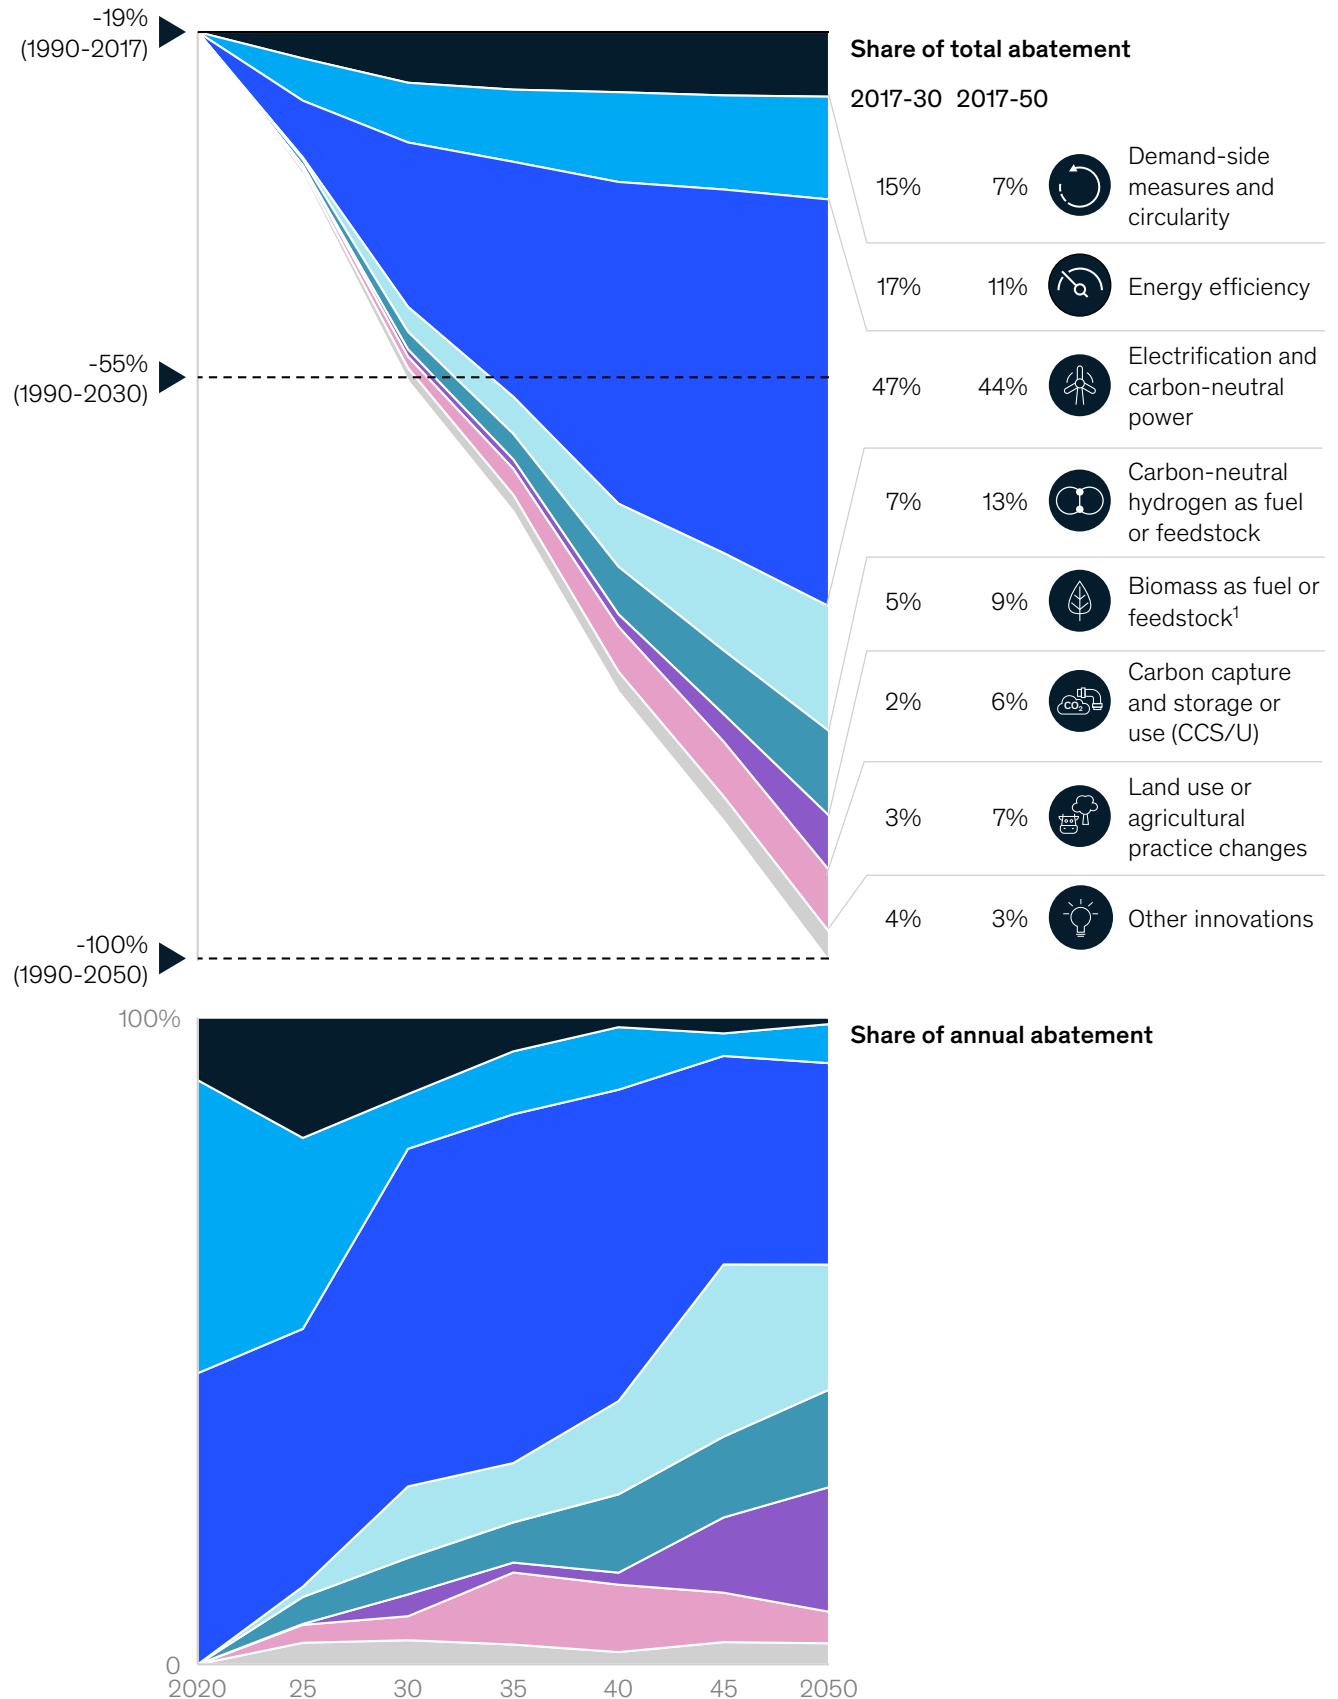 -19%
(1990-2017)
Share of total abatement
2017-30 2017-50
15% 7% Demand-side
measures and
circularity
17% 11% Energy efficiency
-55%
(1990-2030)
47% 44% Electrification and
carbon-neutral
power
7% 13% Carbon-neutral
hydrogen as fuel
or feedstock
5% 9% Biomass as fuel or
feedstock¹
2% 6% CO₂ Carbon capture
and storage or
use (CCS/U)
3% 7% Land use or
agricultural
practice changes
4% 3% Other innovations
-100%
(1990-2050)
100%
Share of annual abatement
0
2020 25 30 35 40 45 2050